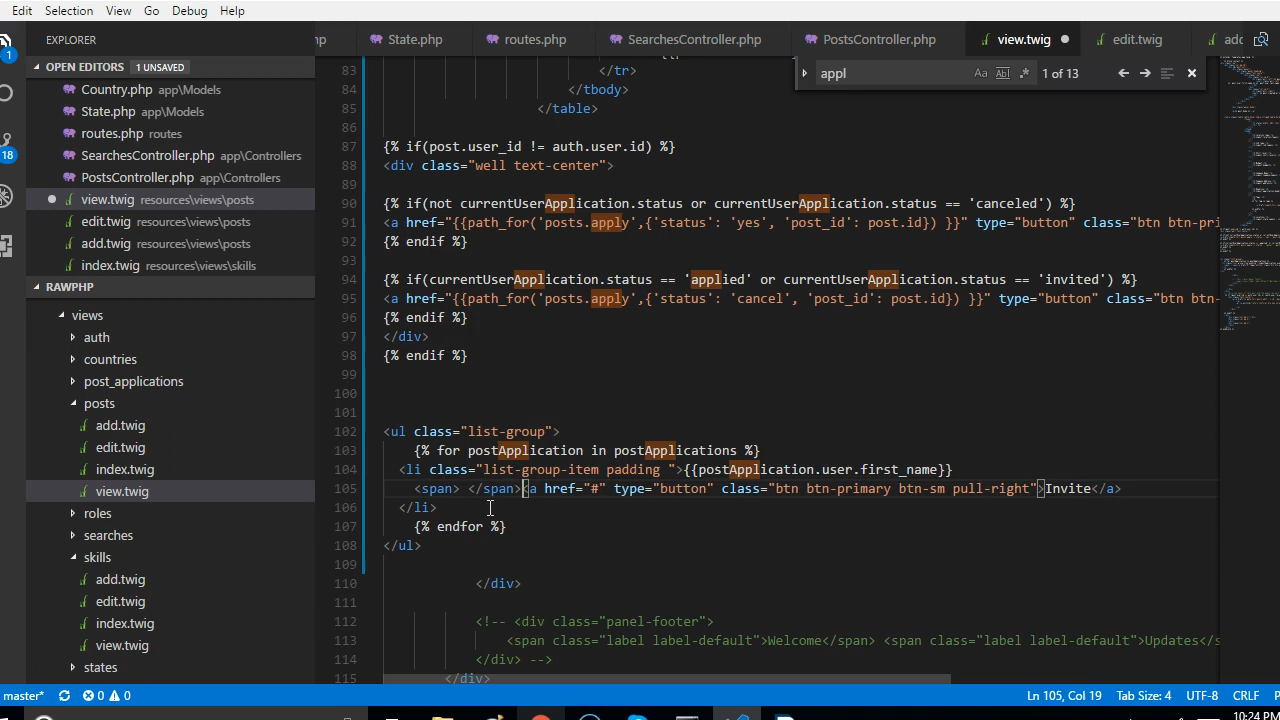 Edit Selection View Go Debug Help
EXPLORER
State.php routes.php SearchesController.php PostsController.php view.twig edit.twig
OPEN EDITORS 1 UNSAVED
appl Aa Abl .* 1 of 13
Country.php app\Models
State.php app\Models
routes.php routes
SearchesController.php app\Controllers
PostsController.php app\Controllers
view.twig resources\views\posts
edit.twig resources\views\posts
add.twig resources\views\posts
index.twig resources\views\skills
RAWPHP
views
auth
countries
post_applications
posts
add.twig
edit.twig
index.twig
view.twig
roles
searches
skills
add.twig
edit.twig
index.twig
view.twig
states
1
18
83 </tr>
84 </tbody>
85 </table>
86
87 {% if(post.user_id != auth.user.id) %}
88 <div class="well text-center">
89
90 {% if(not currentUserApplication.status or currentUserApplication.status == 'canceled') %}
91 <a href="{{path_for('posts.apply',{'status': 'yes', 'post_id': post.id}) }}" type="button" class="btn btn-pri
92 {% endif %}
93
94 {% if(currentUserApplication.status == 'applied' or currentUserApplication.status == 'invited') %}
95 <a href="{{path_for('posts.apply',{'status': 'cancel', 'post_id': post.id}) }}" type="button" class="btn btn-
96 {% endif %}
97 </div>
98 {% endif %}
99
100
101
102 <ul class="list-group">
103 {% for postApplication in postApplications %}
104 <li class="list-group-item padding ">{{postApplication.user.first_name}}
105 <span> </span><a href="#" type="button" class="btn btn-primary btn-sm pull-right">Invite</a>
106 </li>
107 {% endfor %}
108 </ul>
109
110 </div>
111
112 <!-- <div class="panel-footer">
113 <span class="label label-default">Welcome</span> <span class="label label-default">Updates</s
114 </div> -->
115 </div>
master* 0 0 Ln 105, Col 19 Tab Size: 4 UTF-8 CRLF
10:24 PM